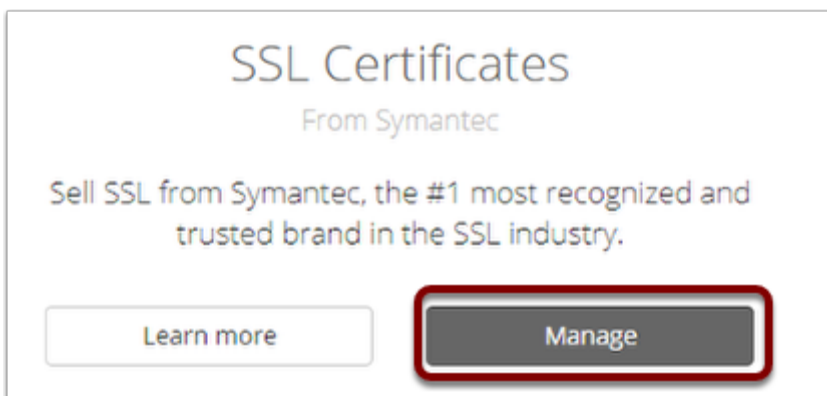 SSL Certificates
From Symantec
Sell SSL from Symantec, the #1 most recognized and
trusted brand in the SSL industry.
Learn more
Manage